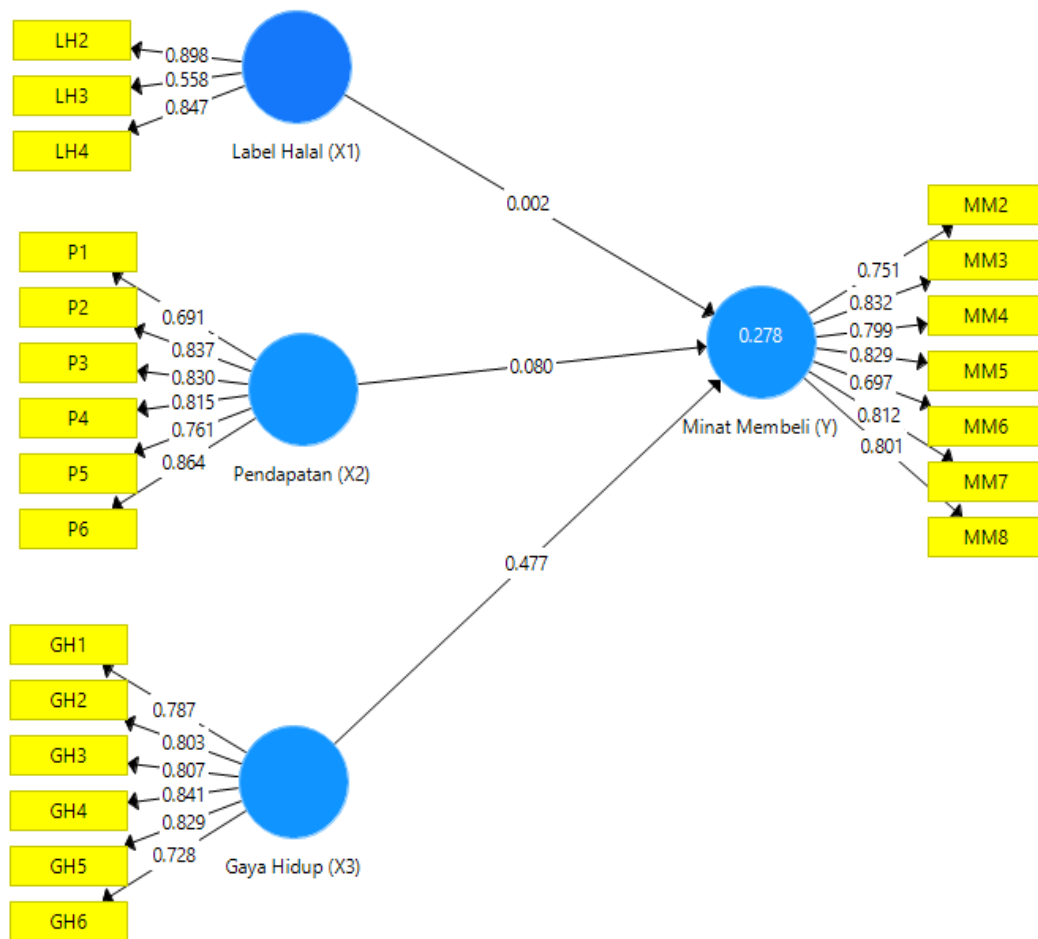 LH2
0.898
LH3
0.558
LH4
0.847
Label Halal (X1)
0.002
P1
0.691
P2
0.837
P3
0.830
P4
0.815
P5
0.761
P6
0.864
Pendapatan (X2)
0.080
GH1
0.787
GH2
0.803
GH3
0.807
GH4
0.841
GH5
0.829
GH6
0.728
Gaya Hidup (X3)
0.477
0.278
Minat Membeli (Y)
MM2
0.751
MM3
0.832
MM4
0.799
MM5
0.829
MM6
0.697
MM7
0.812
MM8
0.801